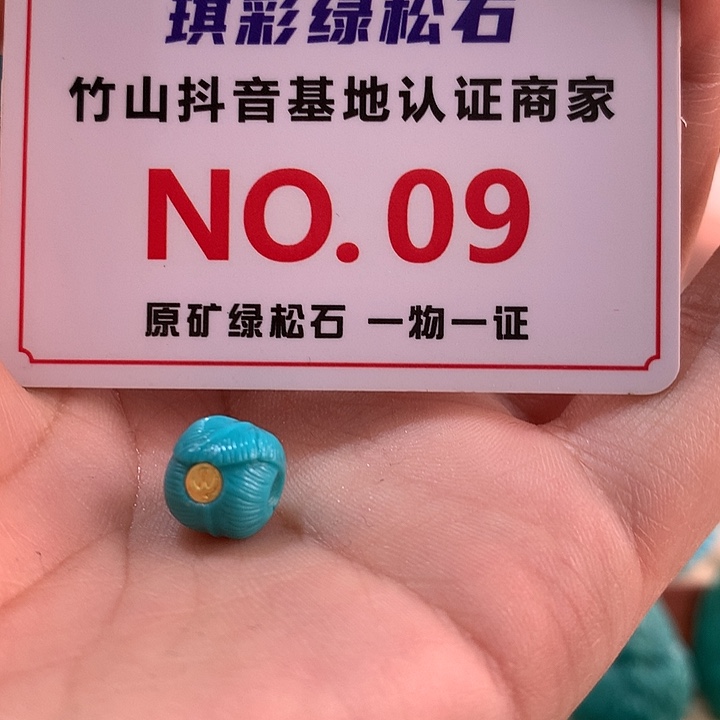 琪彩绿松石
竹山抖音基地认证商家
NO.09
原矿绿松石 一物一证